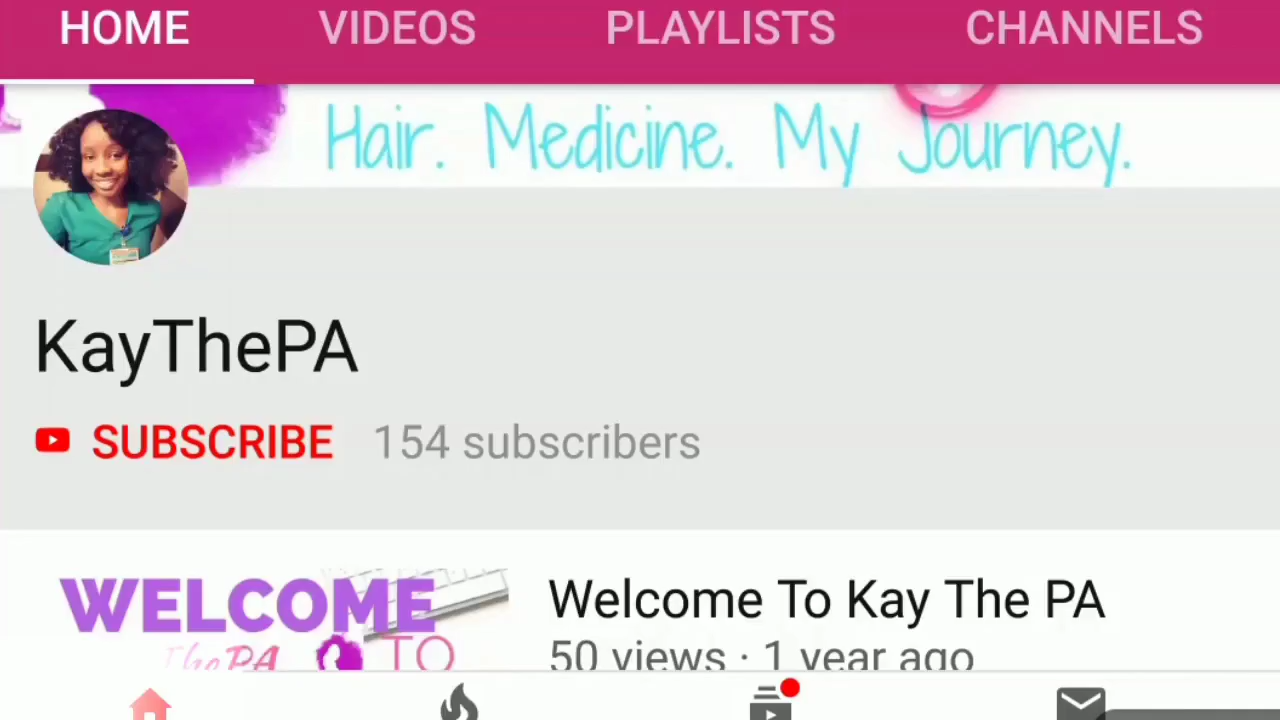 HOME VIDEOS PLAYLISTS CHANNELS
Hair. Medicine. My Journey.
KayThePA
SUBSCRIBE 154 subscribers
WELCOME
TO
ThePA
Welcome To Kay The PA
50 views · 1 year ago